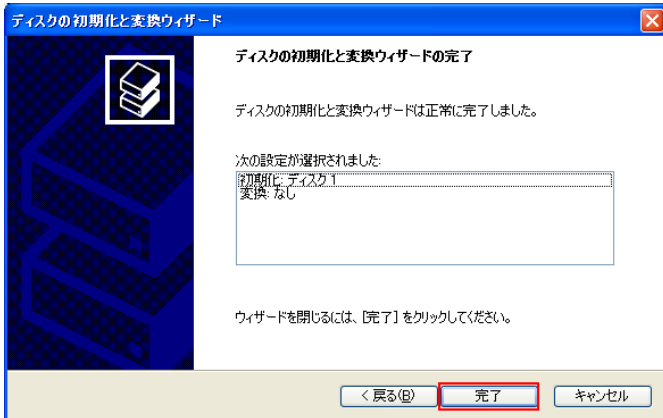 ディスクの初期化と変換ウィザード
ディスクの初期化と変換ウィザードの完了
ディスクの初期化と変換ウィザードは正常に完了しました。
次の設定が選択されました:
初期化: ディスク 1
変換: なし
ウィザードを閉じるには、[完了] をクリックしてください。
< 戻る(B)
完了
キャンセル